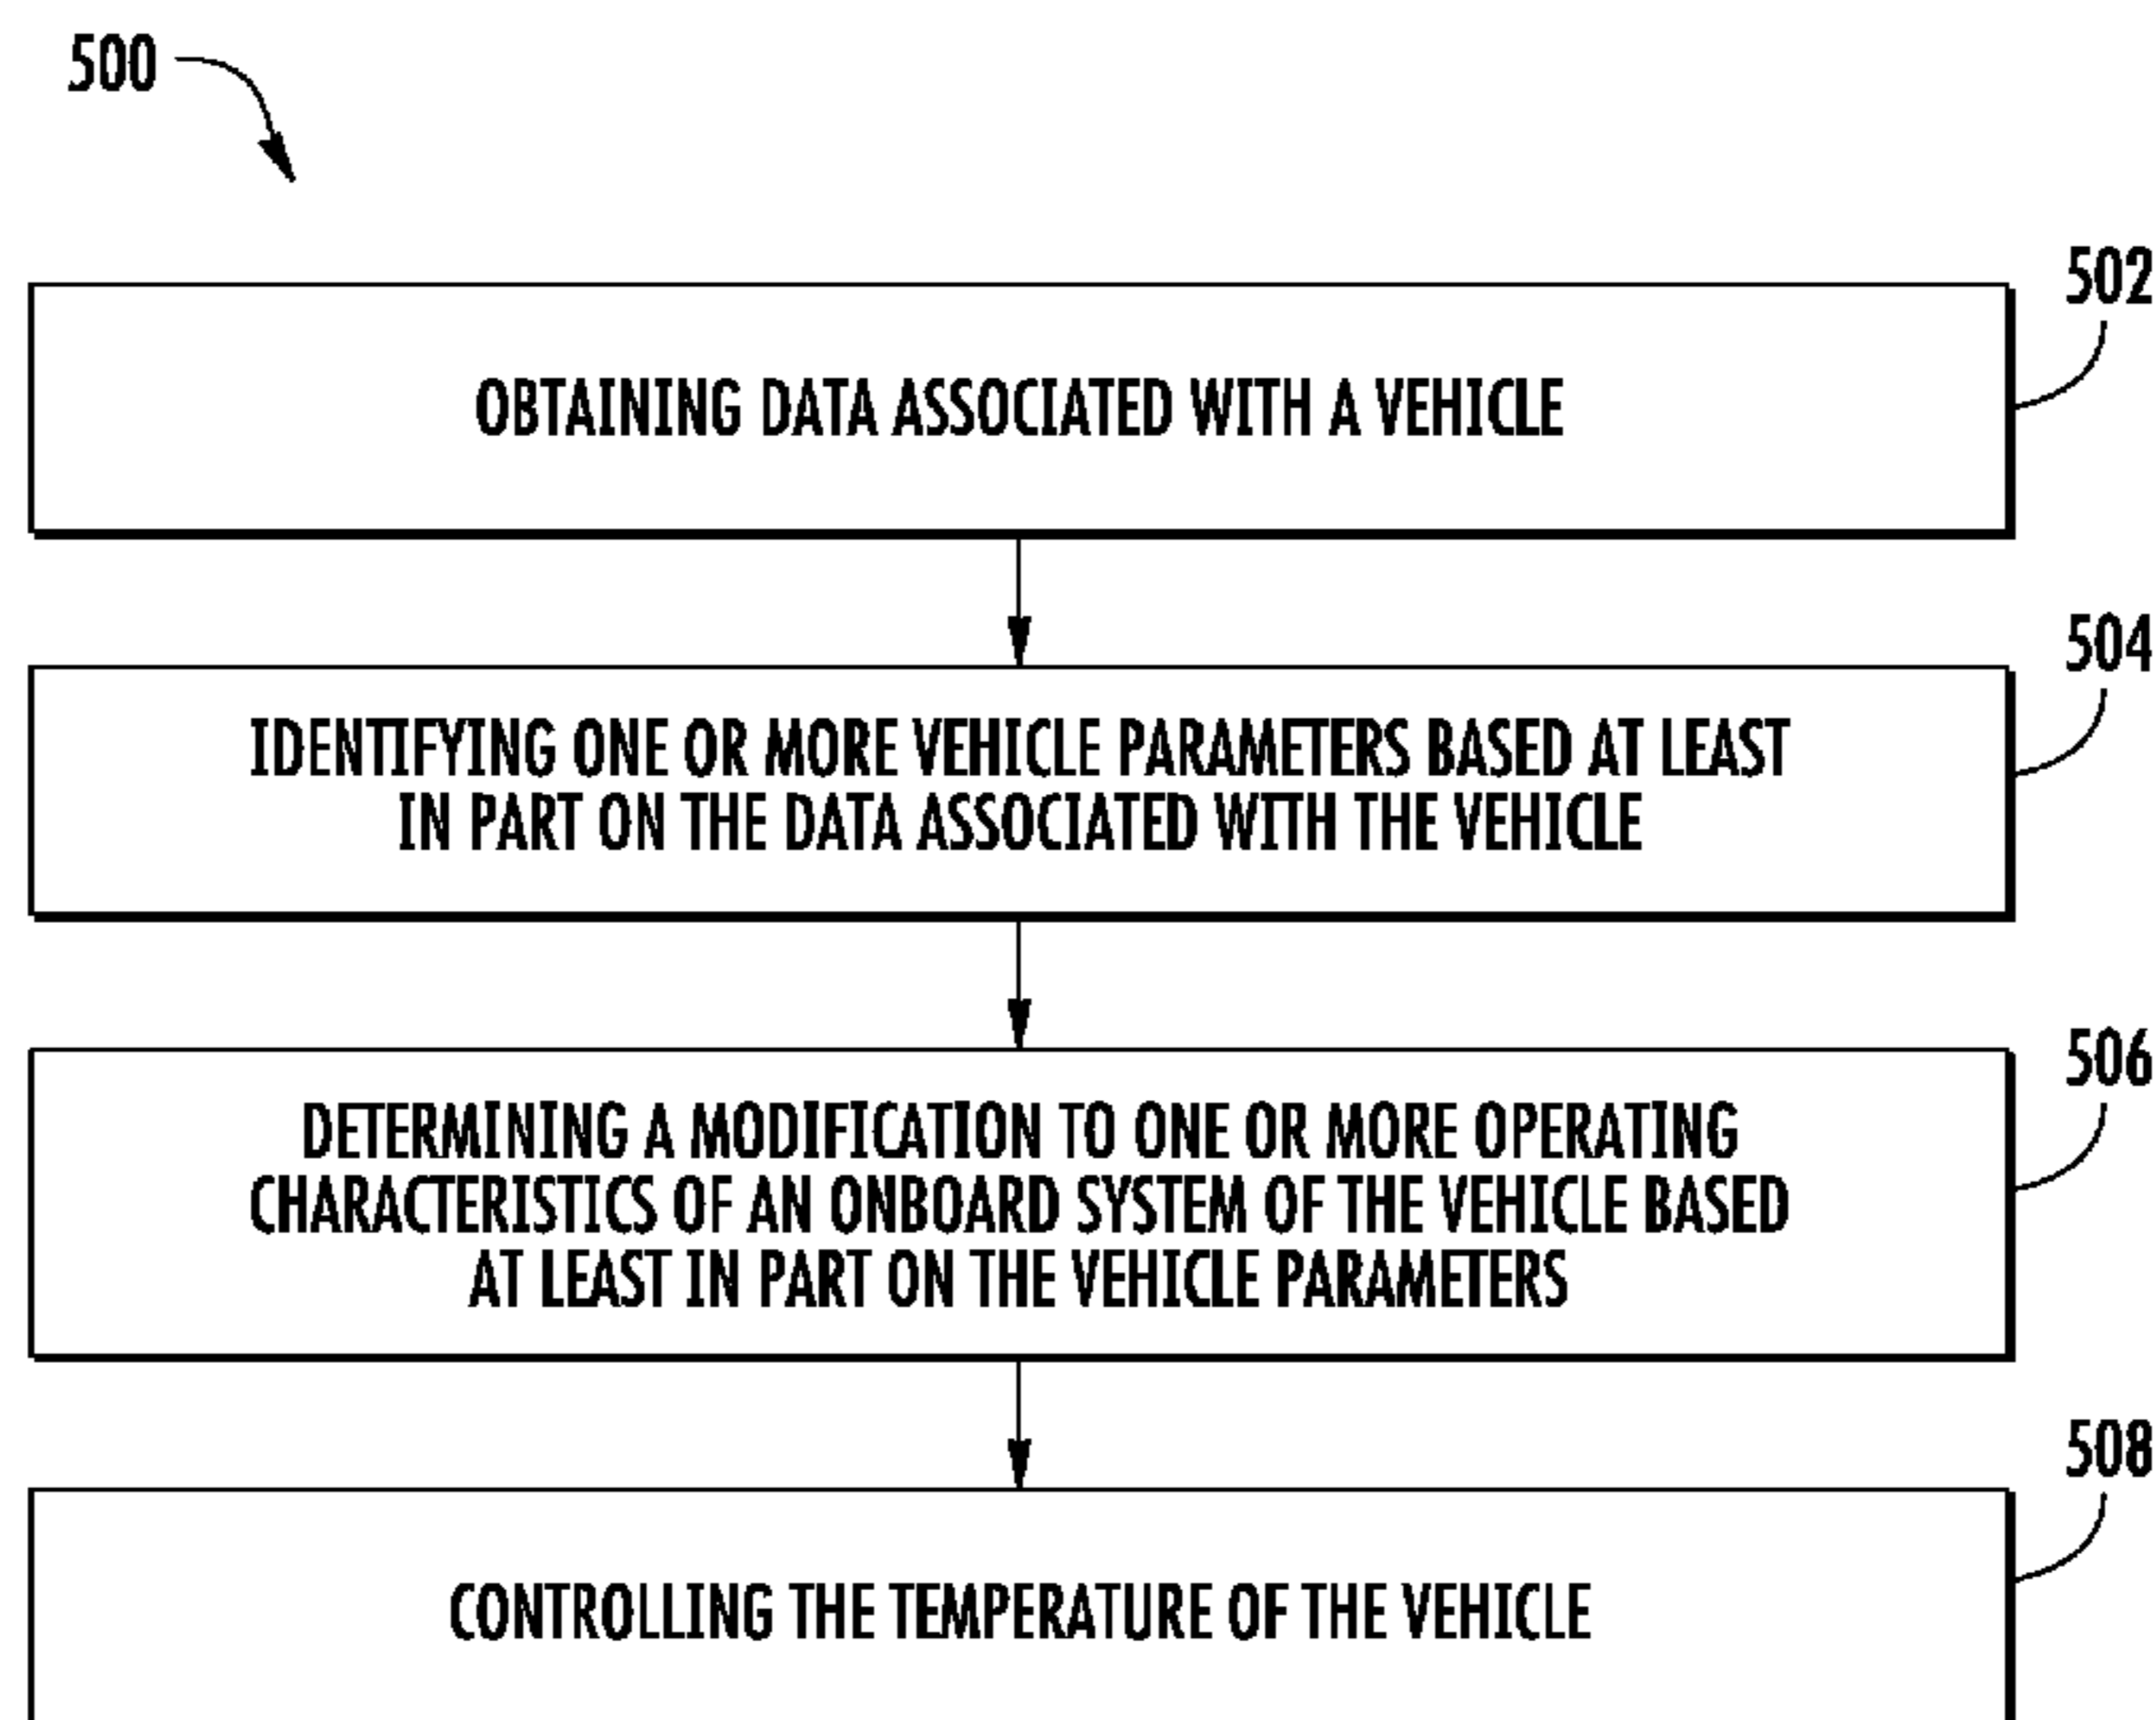 500
502
OBTAINING DATA ASSOCIATED WITH A VEHICLE
504
IDENTIFYING ONE OR MORE VEHICLE PARAMETERS BASED AT LEAST
IN PART ON THE DATA ASSOCIATED WITH THE VEHICLE
506
DETERMINING A MODIFICATION TO ONE OR MORE OPERATING
CHARACTERISTICS OF AN ONBOARD SYSTEM OF THE VEHICLE BASED
AT LEAST IN PART ON THE VEHICLE PARAMETERS
508
CONTROLLING THE TEMPERATURE OF THE VEHICLE